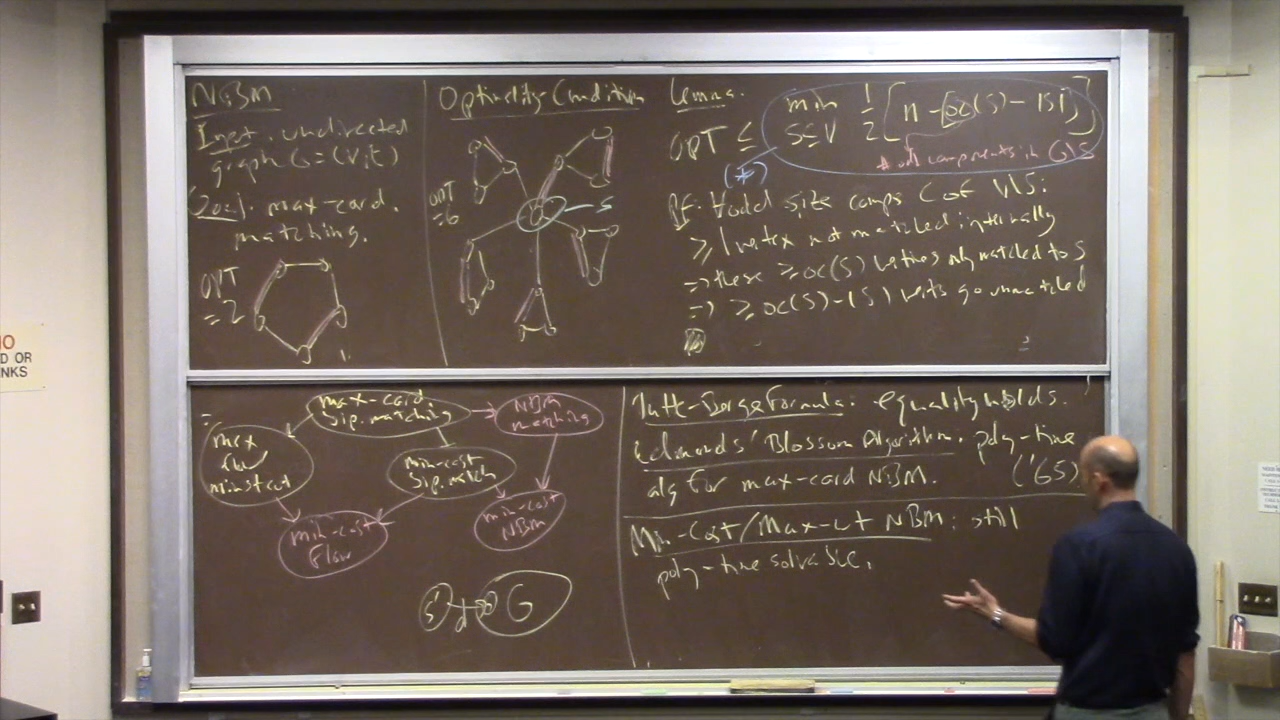 NBM
Input: undirected
graph G=(V,E)
Goal: max-card.
matching.
OPT
=2
Optimality Condition
OPT
=6
S
Lemma.
OPT ≤ min S⊆V 1/2 [n - oc(S) - |S|]
(*)
# odd components in G\S
Pf: ∀ odd size comps C of V\S:
≥ 1 vertex not matched internally
=> these ≥ oc(S) vertices only matched to S
=> ≥ oc(S)-|S| verts go unmatched
max-card
bip. matching
NBM
matching
max
flow
min s-t cut
min-cost
bip. match
min-cost
flow
min-cost
NBM
s' G
Tutte-Berge Formula: equality holds.
Edmonds' Blossom Algorithm: poly-time
alg for max-card NBM. ('65)
Min-Cost/Max-wt NBM: still
poly-time solvable.
NO
D OR
NKS